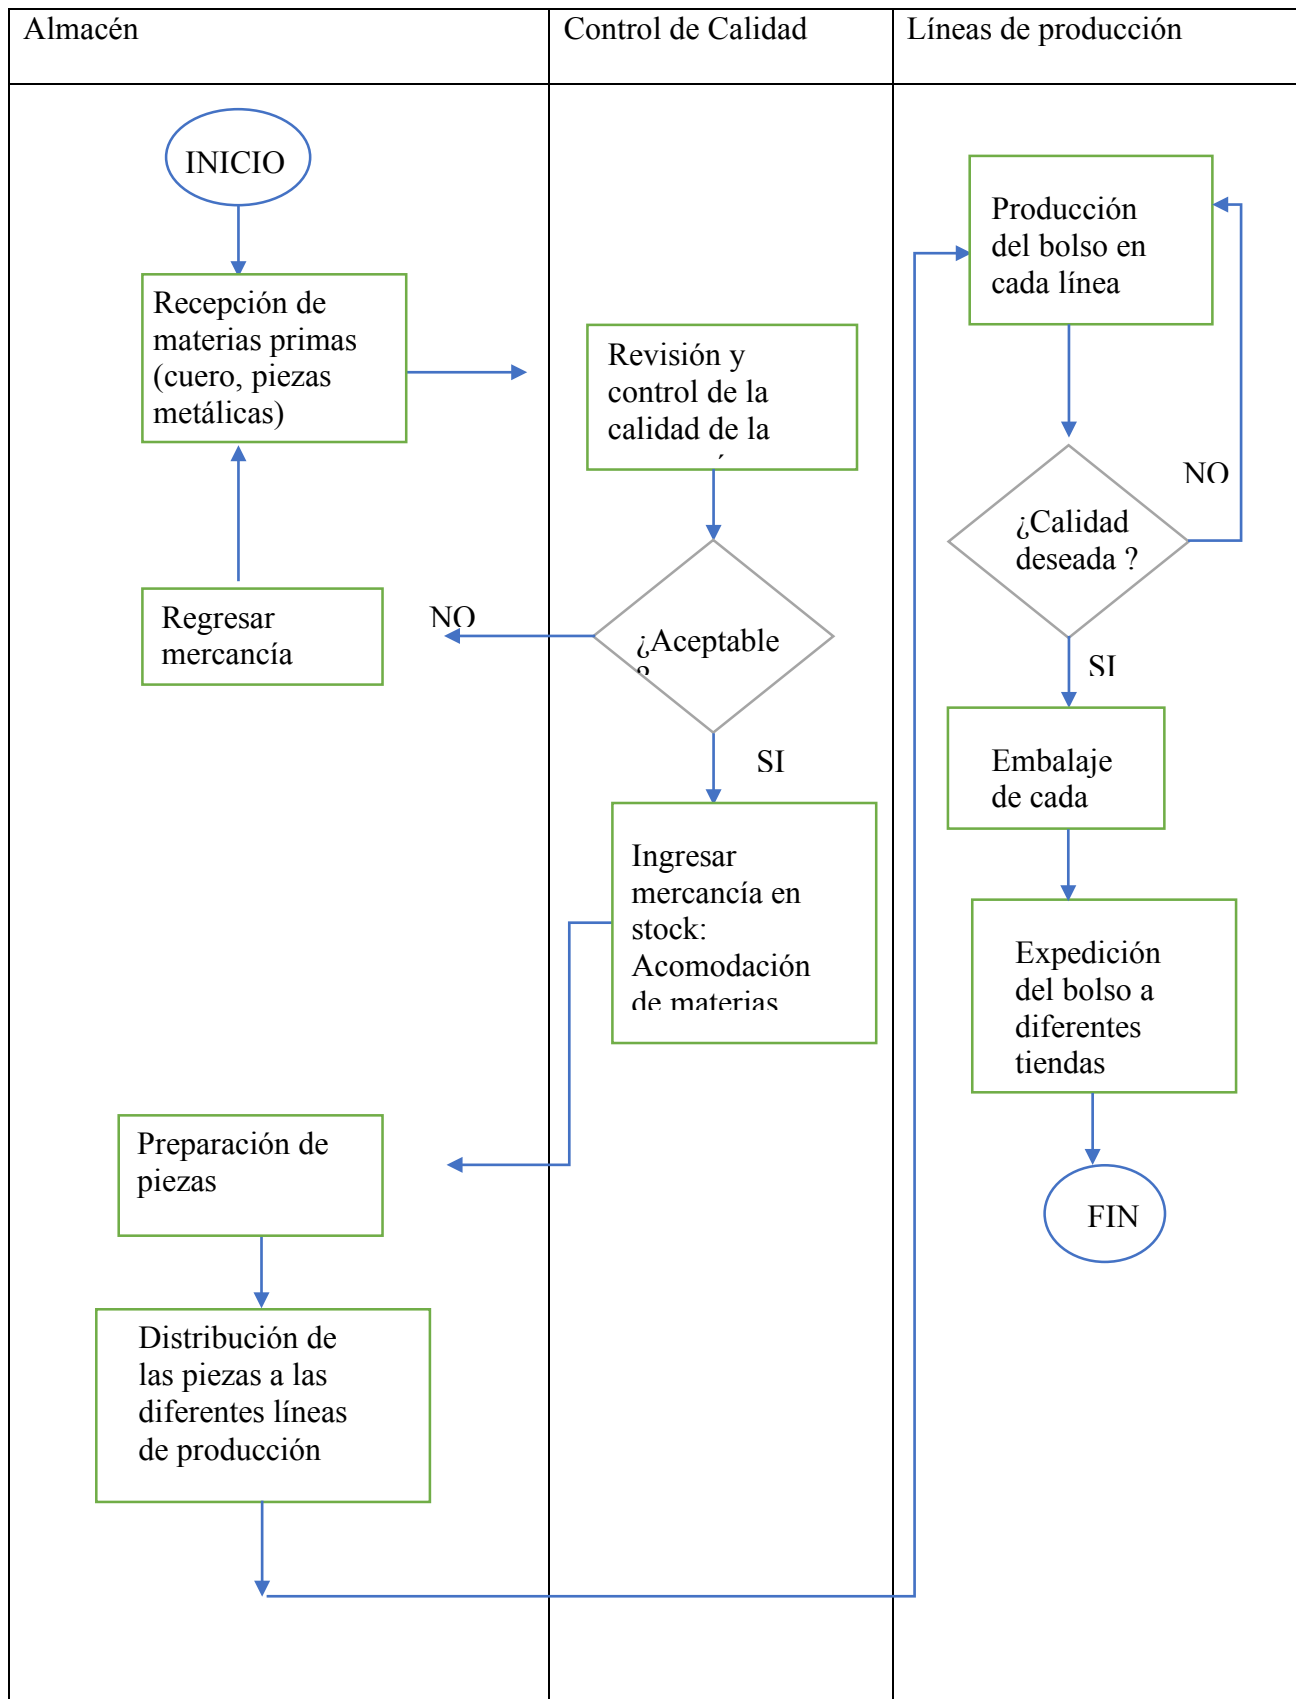 Almacén
Control de Calidad
Líneas de producción
INICIO
Recepción de
materias primas
(cuero, piezas
metálicas)
Regresar
mercancía
Preparación de
piezas
Distribución de
las piezas a las
diferentes líneas
de producción
Revisión y
control de la
calidad de la
NO
¿Aceptable
?
SI
Ingresar
mercancía en
stock:
Acomodación
de materias
Producción
del bolso en
cada línea
¿Calidad
deseada ?
NO
SI
Embalaje
de cada
Expedición
del bolso a
diferentes
tiendas
FIN